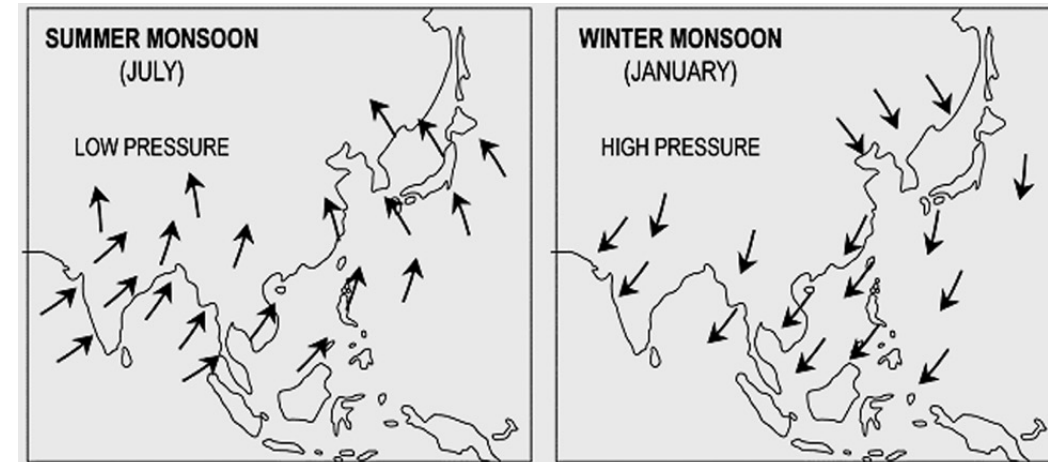 SUMMER MONSOON
(JULY)
LOW PRESSURE
WINTER MONSOON
(JANUARY)
HIGH PRESSURE